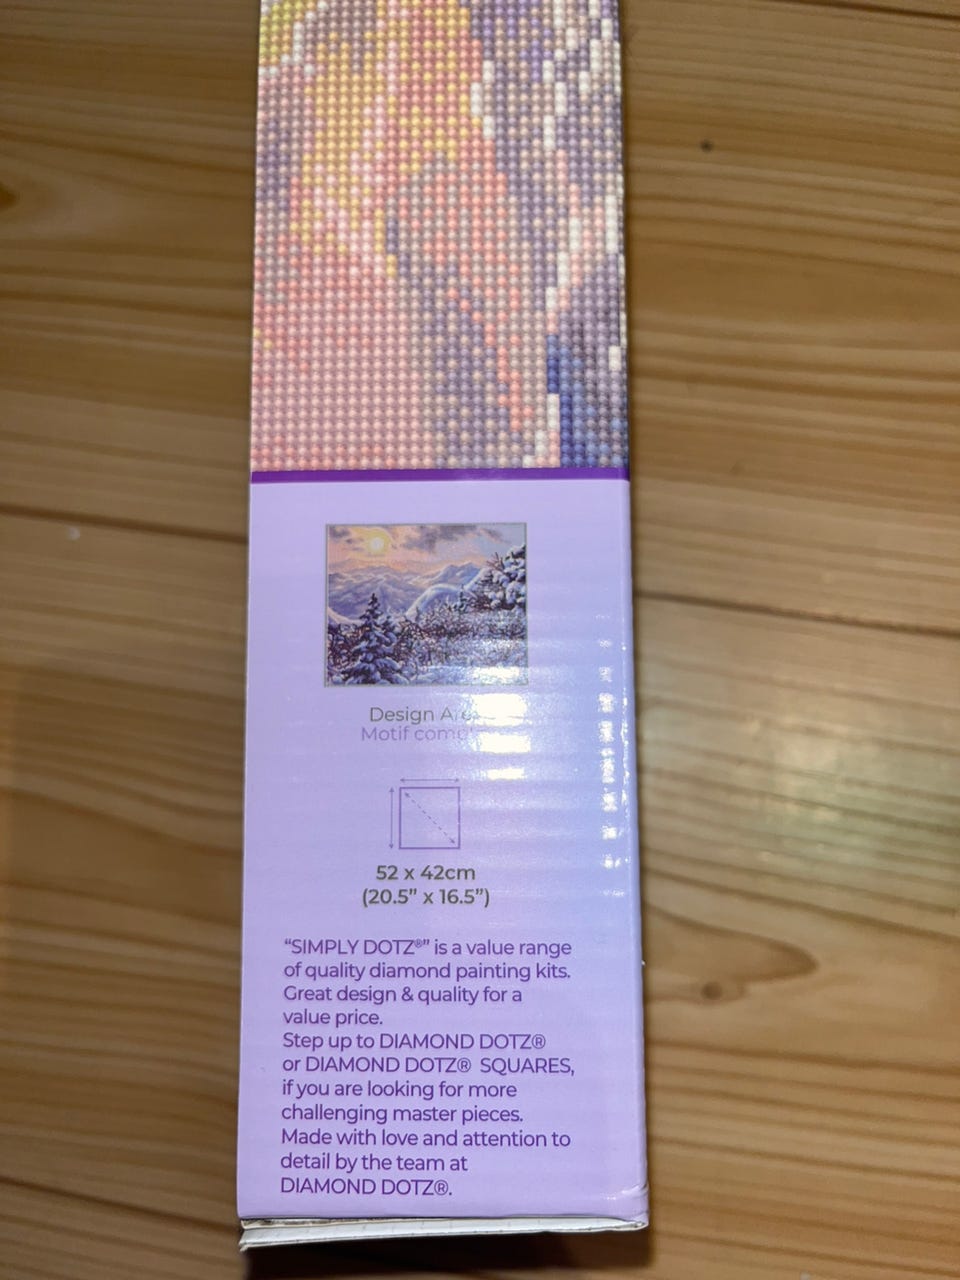 Design Area
Motif
52 x 42cm
(20.5” x 16.5”)
“SIMPLY DOTZ®” is a value range
of quality diamond painting kits.
Great design & quality for a
value price.
Step up to DIAMOND DOTZ®
or DIAMOND DOTZ® SQUARES,
if you are looking for more
challenging master pieces.
Made with love and attention to
detail by the team at
DIAMOND DOTZ®.